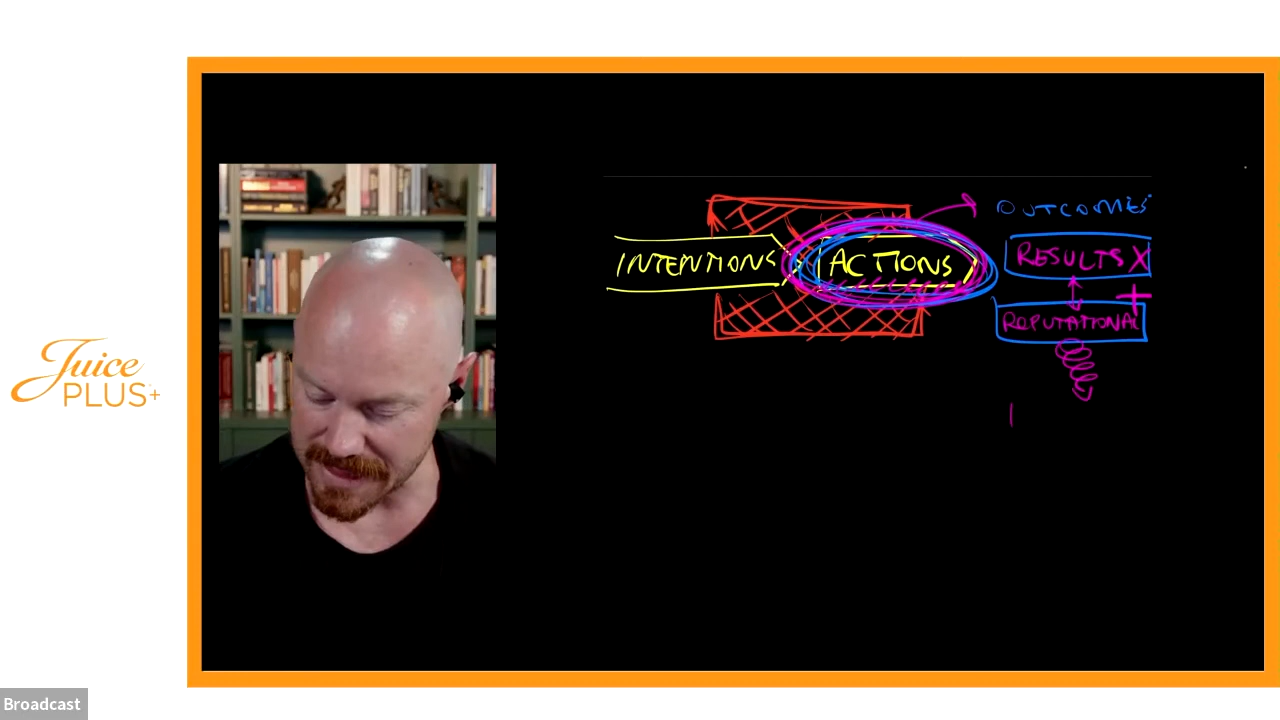 OUTCOMES
INTENTIONS
ACTIONS
RESULTS X
+
REPUTATIONAL
Juice
PLUS+
Broadcast